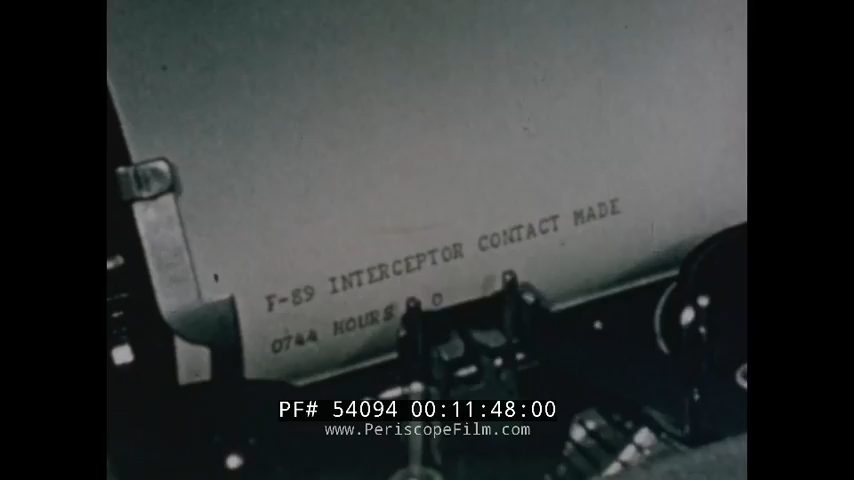 F-89 INTERCEPTOR CONTACT MADE
0744 HOURS O
PF# 54094 00:11:48:00
www.PeriscopeFilm.com